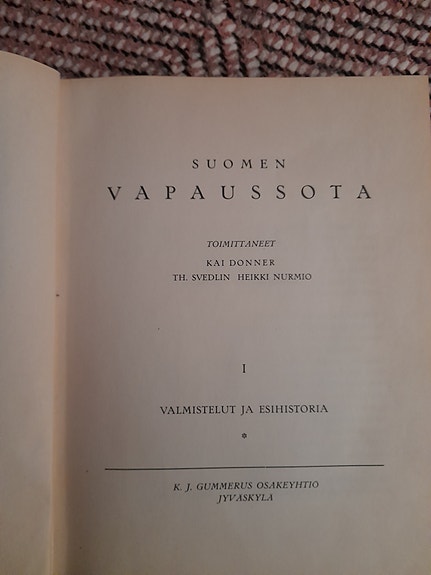 SUOMEN
VAPAUSSOTA
TOIMITTANEET
KAI DONNER
TH. SVEDLIN HEIKKI NURMIO
I
VALMISTELUT JA ESIHISTORIA
*
K. J. GUMMERUS OSAKEYHTIÖ
JYVÄSKYLÄ